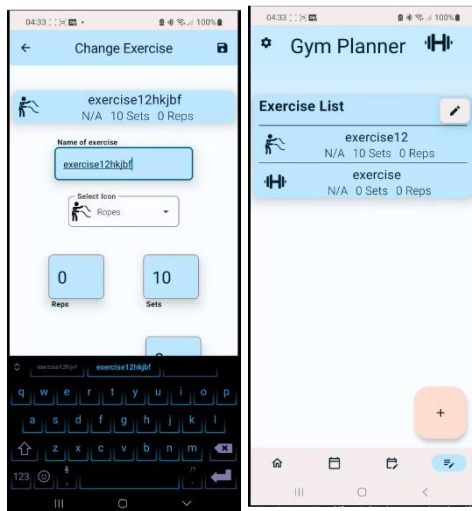 04:33
100%
Change Exercise
exercise12hkjbf
N/A 10 Sets 0 Reps
Name of exercise
exercise12hkjbf
Select Icon
Ropes
0
10
Reps
Sets
exercise12hkjbf
q w e r t y u i o p
a s d f g h j k l
z x c v b n m
123
04:33
100%
Gym Planner
Exercise List
exercise12
N/A 10 Sets 0 Reps
exercise
N/A 0 Sets 0 Reps
+